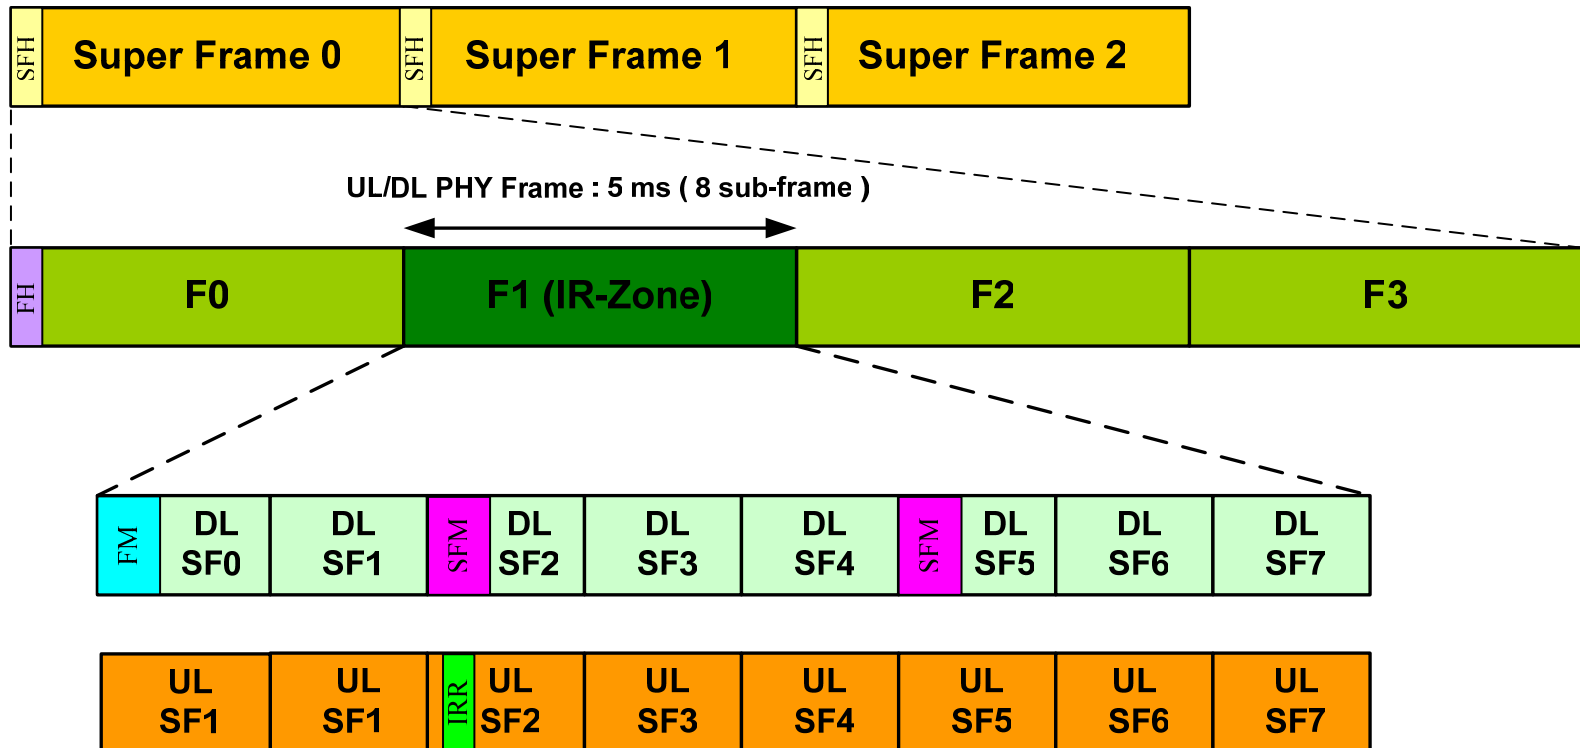 SFH
Super Frame 0
SFH
Super Frame 1
SFH
Super Frame 2
UL/DL PHY Frame : 5 ms ( 8 sub-frame )
FH
F0
F1 (IR-Zone)
F2
F3
FM
DL
SF0
DL
SF1
SFM
DL
SF2
DL
SF3
DL
SF4
SFM
DL
SF5
DL
SF6
DL
SF7
UL
SF1
UL
SF1
IRR
UL
SF2
UL
SF3
UL
SF4
UL
SF5
UL
SF6
UL
SF7